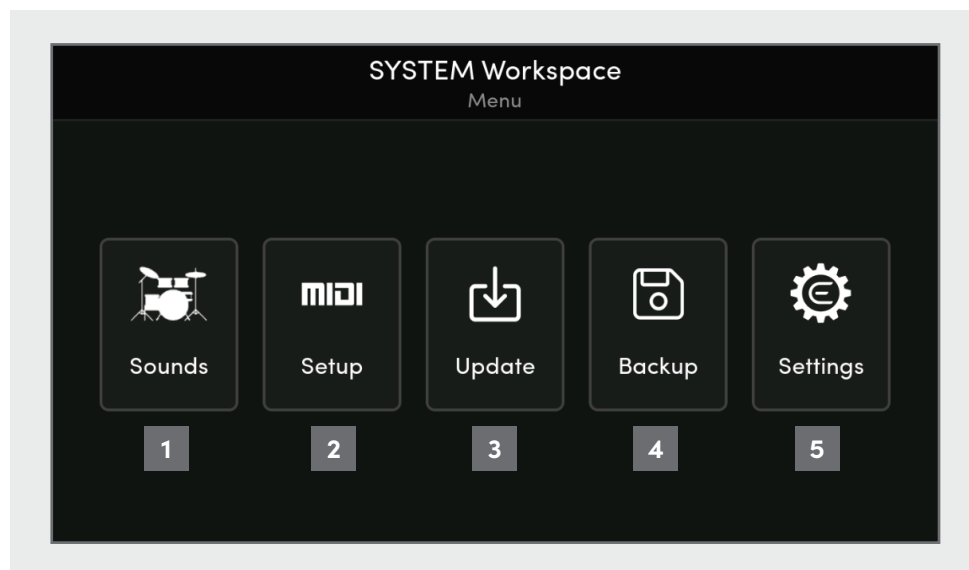 SYSTEM Workspace
Menu
MIDI
Sounds Setup Update Backup Settings
1 2 3 4 5